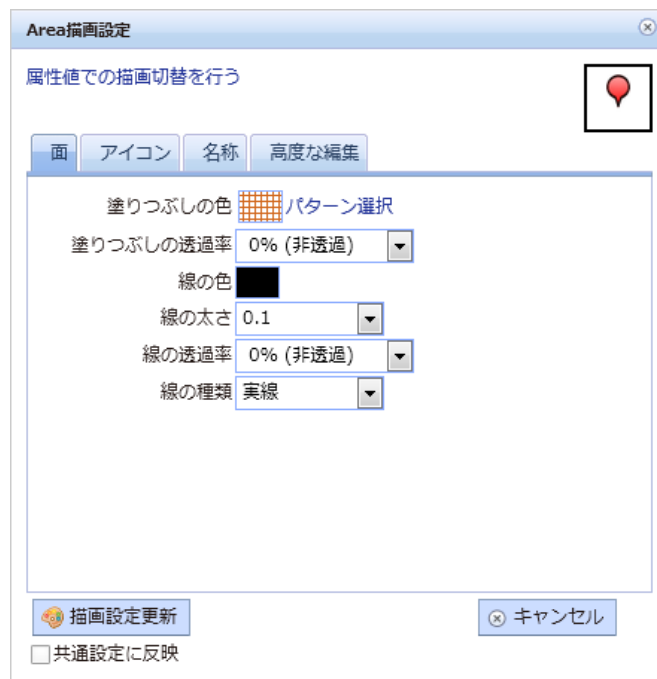 Area描画設定
属性値での描画切替を行う
面 アイコン 名称 高度な編集
塗りつぶしの色 パターン選択
塗りつぶしの透過率 0% (非透過)
線の色
線の太さ 0.1
線の透過率 0% (非透過)
線の種類 実線
描画設定更新 キャンセル
共通設定に反映